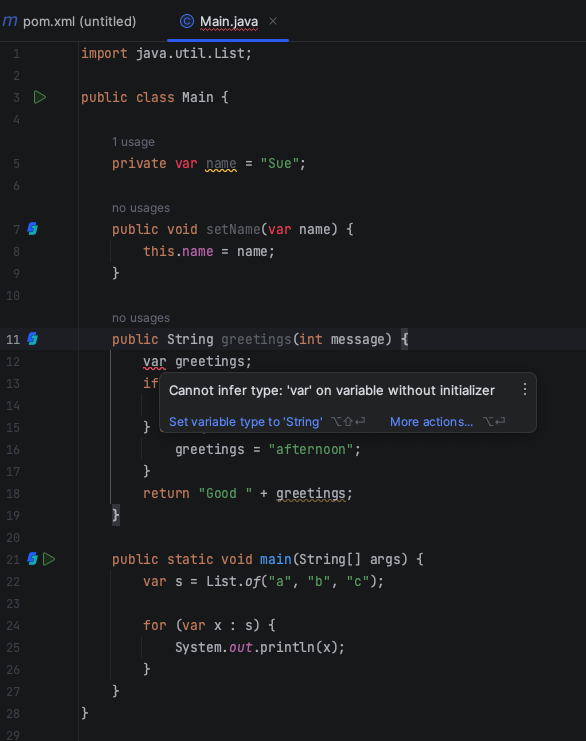 pom.xml (untitled) Main.java
1 import java.util.List;
2
3 public class Main {
4
1 usage
5 private var name = "Sue";
6
no usages
7 public void setName(var name) {
8 this.name = name;
9 }
10
no usages
11 public String greetings(int message) {
12 var greetings;
13 if
Cannot infer type: 'var' on variable without initializer
14
15 }
Set variable type to 'String' ⌥⇧⏎ More actions... ⌥⏎
16 greetings = "afternoon";
17 }
18 return "Good " + greetings;
19 }
20
21 public static void main(String[] args) {
22 var s = List.of("a", "b", "c");
23
24 for (var x : s) {
25 System.out.println(x);
26 }
27 }
28 }
29